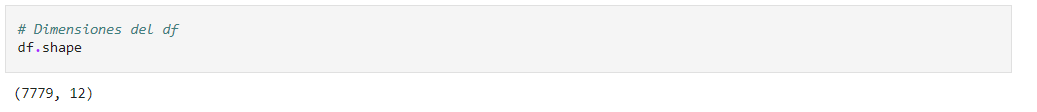 # Dimensiones del df
df.shape
(7779, 12)